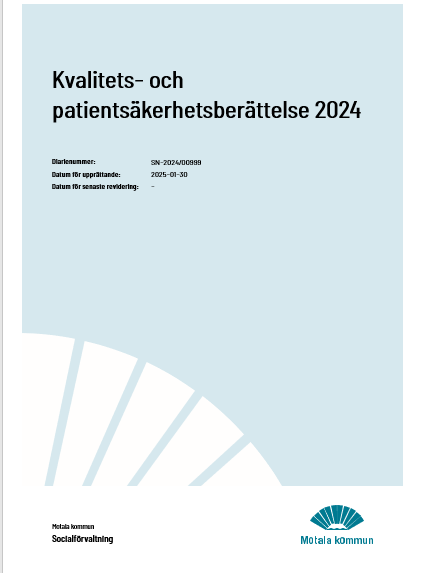 Kvalitets- och
patientsäkerhetsberättelse 2024
Diarienummer: SN-2024/00999
Datum för upprättande: 2025-01-30
Datum för senaste revidering: -
Motala kommun
Socialförvaltning
Motala kommun